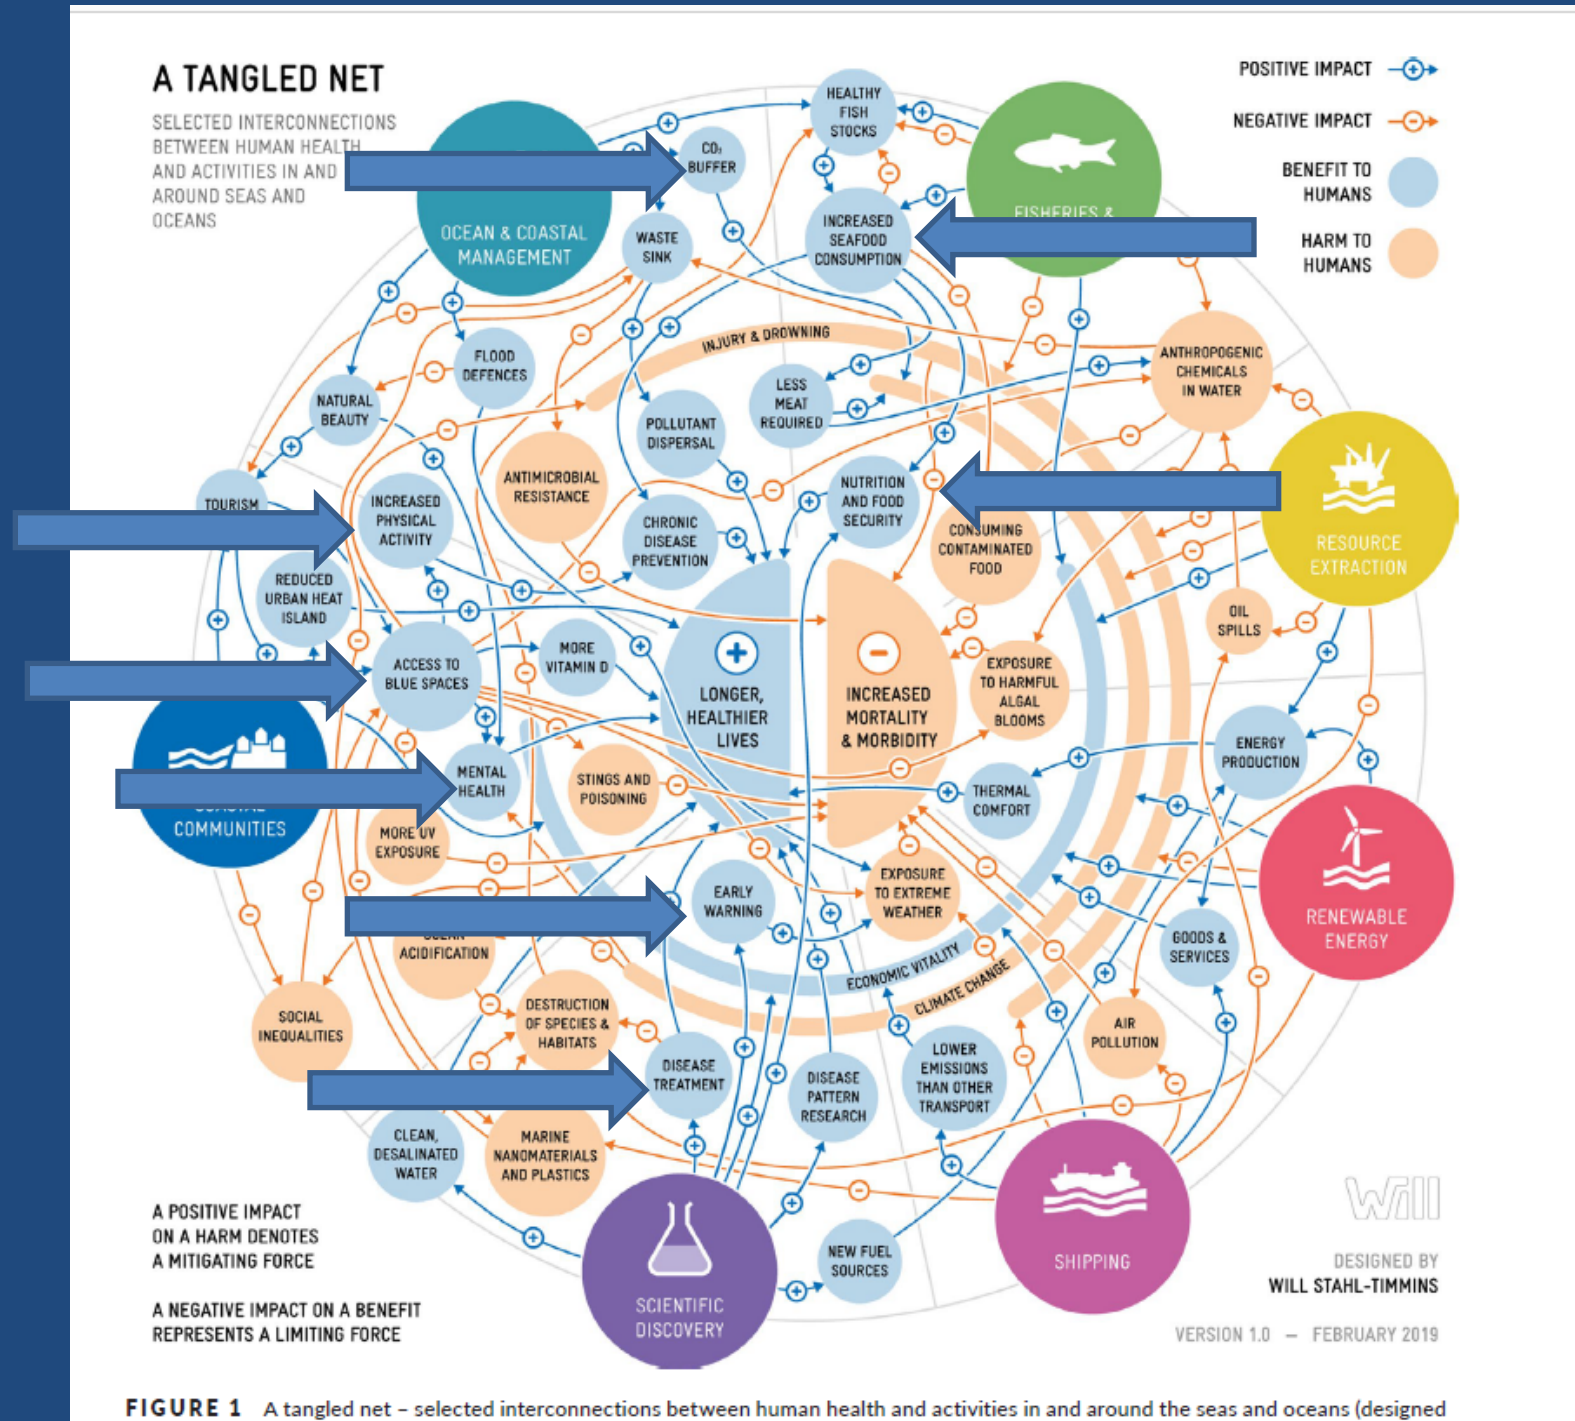 A TANGLED NET
SELECTED INTERCONNECTIONS
BETWEEN HUMAN HEALTH
AND ACTIVITIES IN AND
AROUND SEAS AND
OCEANS
POSITIVE IMPACT
NEGATIVE IMPACT
BENEFIT TO
HUMANS
HARM TO
HUMANS
OCEAN & COASTAL
MANAGEMENT
CO₂
BUFFER
HEALTHY
FISH
STOCKS
FISHERIES &
WASTE
SINK
INCREASED
SEAFOOD
CONSUMPTION
INJURY & DROWNING
FLOOD
DEFENCES
NATURAL
BEAUTY
LESS
MEAT
REQUIRED
POLLUTANT
DISPERSAL
ANTHROPOGENIC
CHEMICALS
IN WATER
ANTIMICROBIAL
RESISTANCE
NUTRITION
AND FOOD
SECURITY
TOURISM
INCREASED
PHYSICAL
ACTIVITY
CHRONIC
DISEASE
PREVENTION
CONSUMING
CONTAMINATED
FOOD
RESOURCE
EXTRACTION
REDUCED
URBAN HEAT
ISLAND
OIL
SPILLS
ACCESS TO
BLUE SPACES
MORE
VITAMIN D
LONGER,
HEALTHIER
LIVES
INCREASED
MORTALITY
& MORBIDITY
EXPOSURE
TO HARMFUL
ALGAL
BLOOMS
ENERGY
PRODUCTION
MENTAL
HEALTH
STINGS AND
POISONING
THERMAL
COMFORT
COASTAL
COMMUNITIES
MORE UV
EXPOSURE
EARLY
WARNING
EXPOSURE
TO EXTREME
WEATHER
RENEWABLE
ENERGY
OCEAN
ACIDIFICATION
ECONOMIC VITALITY
CLIMATE CHANGE
GOODS &
SERVICES
SOCIAL
INEQUALITIES
DESTRUCTION
OF SPECIES &
HABITATS
DISEASE
TREATMENT
DISEASE
PATTERN
RESEARCH
LOWER
EMISSIONS
THAN OTHER
TRANSPORT
AIR
POLLUTION
CLEAN,
DESALINATED
WATER
MARINE
NANOMATERIALS
AND PLASTICS
A POSITIVE IMPACT
ON A HARM DENOTES
A MITIGATING FORCE
A NEGATIVE IMPACT ON A BENEFIT
REPRESENTS A LIMITING FORCE
SCIENTIFIC
DISCOVERY
NEW FUEL
SOURCES
SHIPPING
Will
DESIGNED BY
WILL STAHL-TIMMINS
VERSION 1.0 – FEBRUARY 2019
FIGURE 1 A tangled net – selected interconnections between human health and activities in and around the seas and oceans (designed